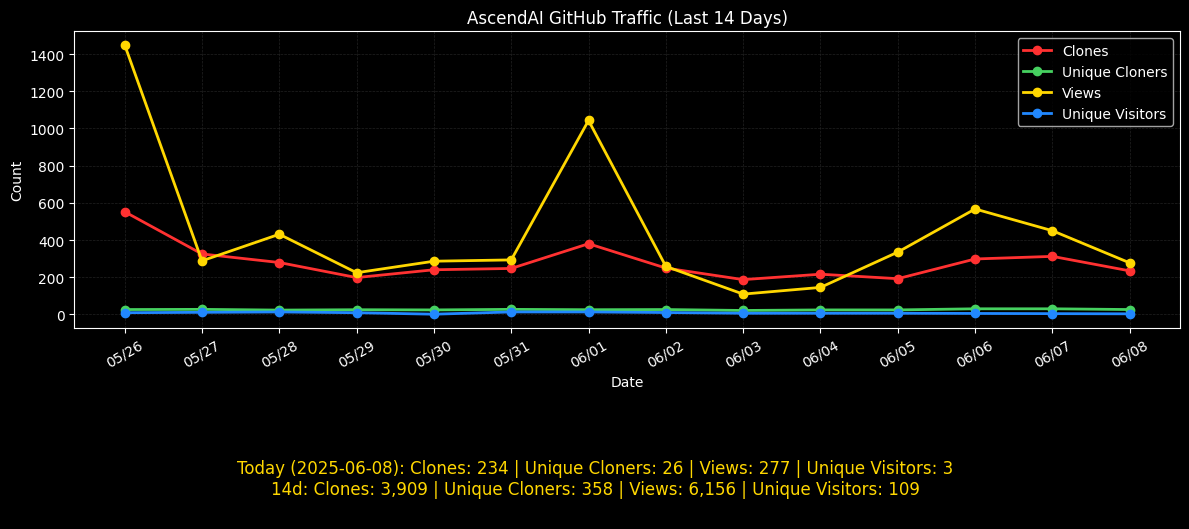 AscendAI GitHub Traffic (Last 14 Days)
Clones
Unique Cloners
Views
Unique Visitors
Count
1400
1200
1000
800
600
400
200
0
05/26
05/27
05/28
05/29
05/30
05/31
06/01
06/02
06/03
06/04
06/05
06/06
06/07
06/08
Date
Today (2025-06-08): Clones: 234 | Unique Cloners: 26 | Views: 277 | Unique Visitors: 3
14d: Clones: 3,909 | Unique Cloners: 358 | Views: 6,156 | Unique Visitors: 109